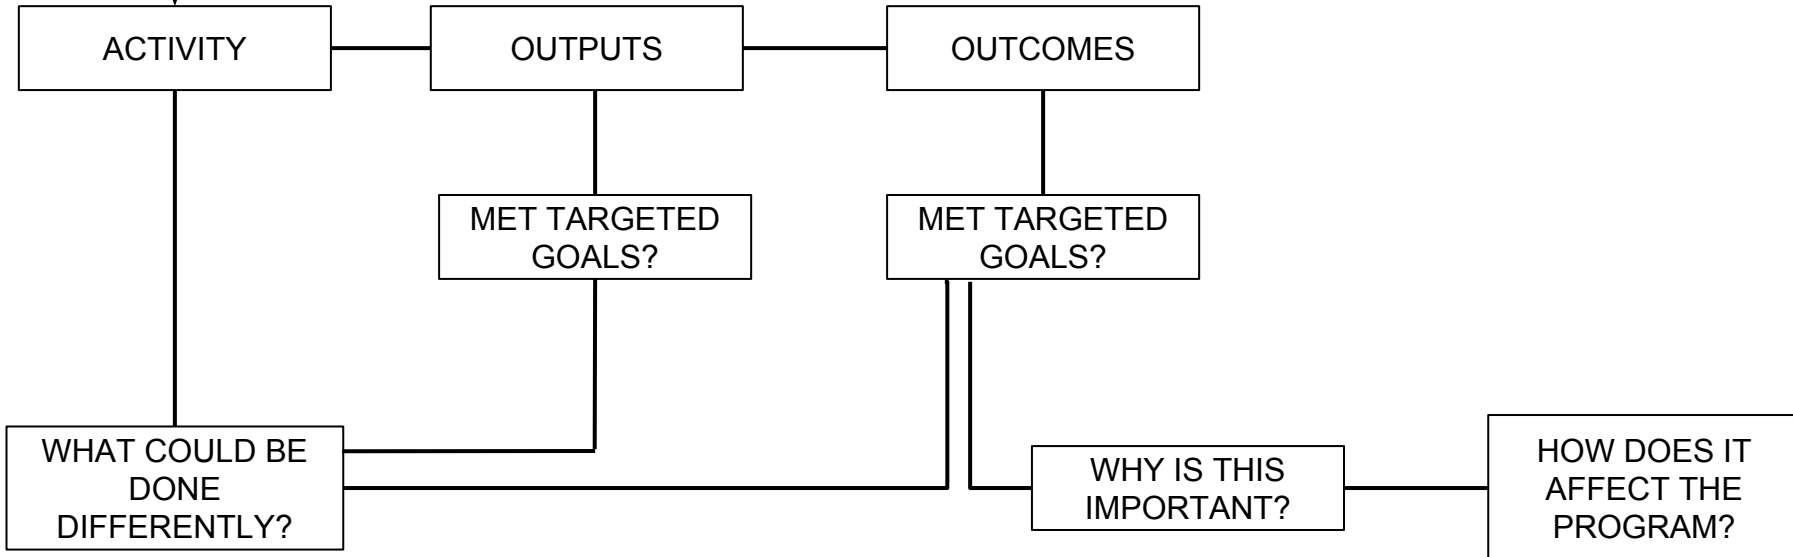 ACTIVITY
OUTPUTS
OUTCOMES
MET TARGETED
GOALS?
MET TARGETED
GOALS?
WHAT COULD BE
DONE
DIFFERENTLY?
WHY IS THIS
IMPORTANT?
HOW DOES IT
AFFECT THE
PROGRAM?